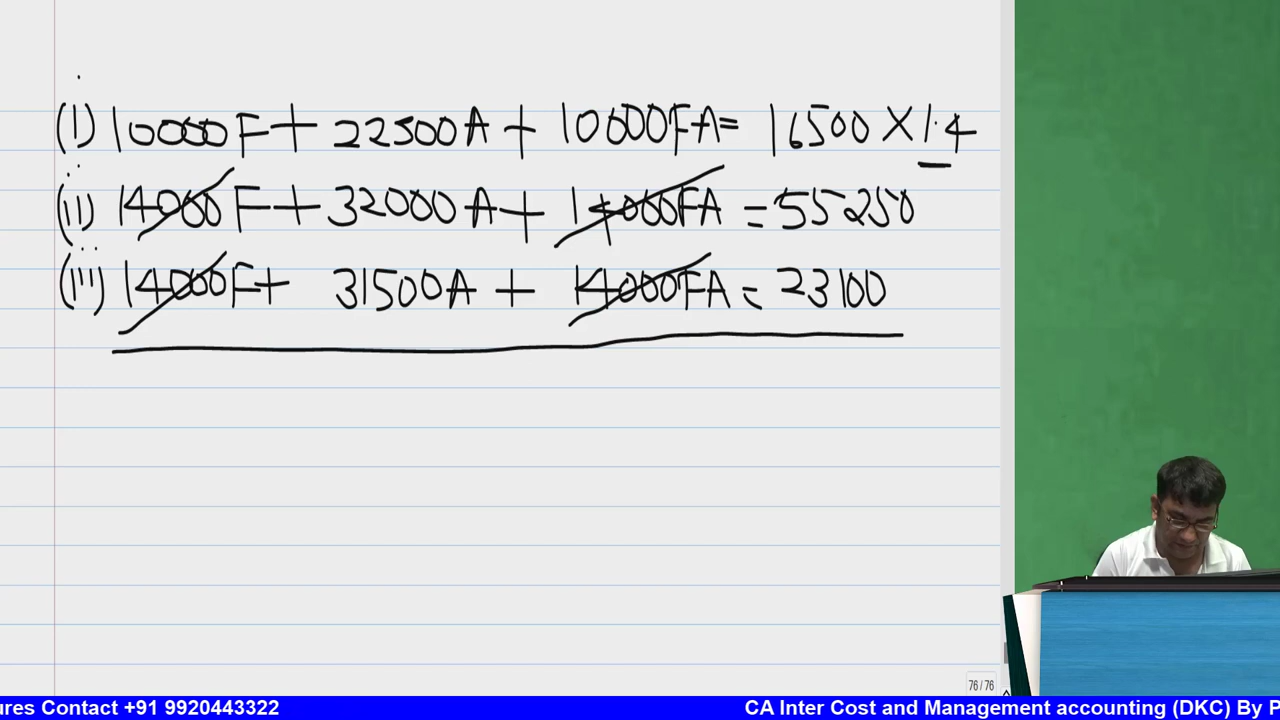 (i) 10000F + 22500A + 10000FA = 16500 X 1.4
(ii) 14000F + 32000A + 14000FA = 55250
(iii) 14000F + 31500A + 14000FA = 23100
76/76
ures Contact +91 9920443322 CA Inter Cost and Management accounting (DKC) By P